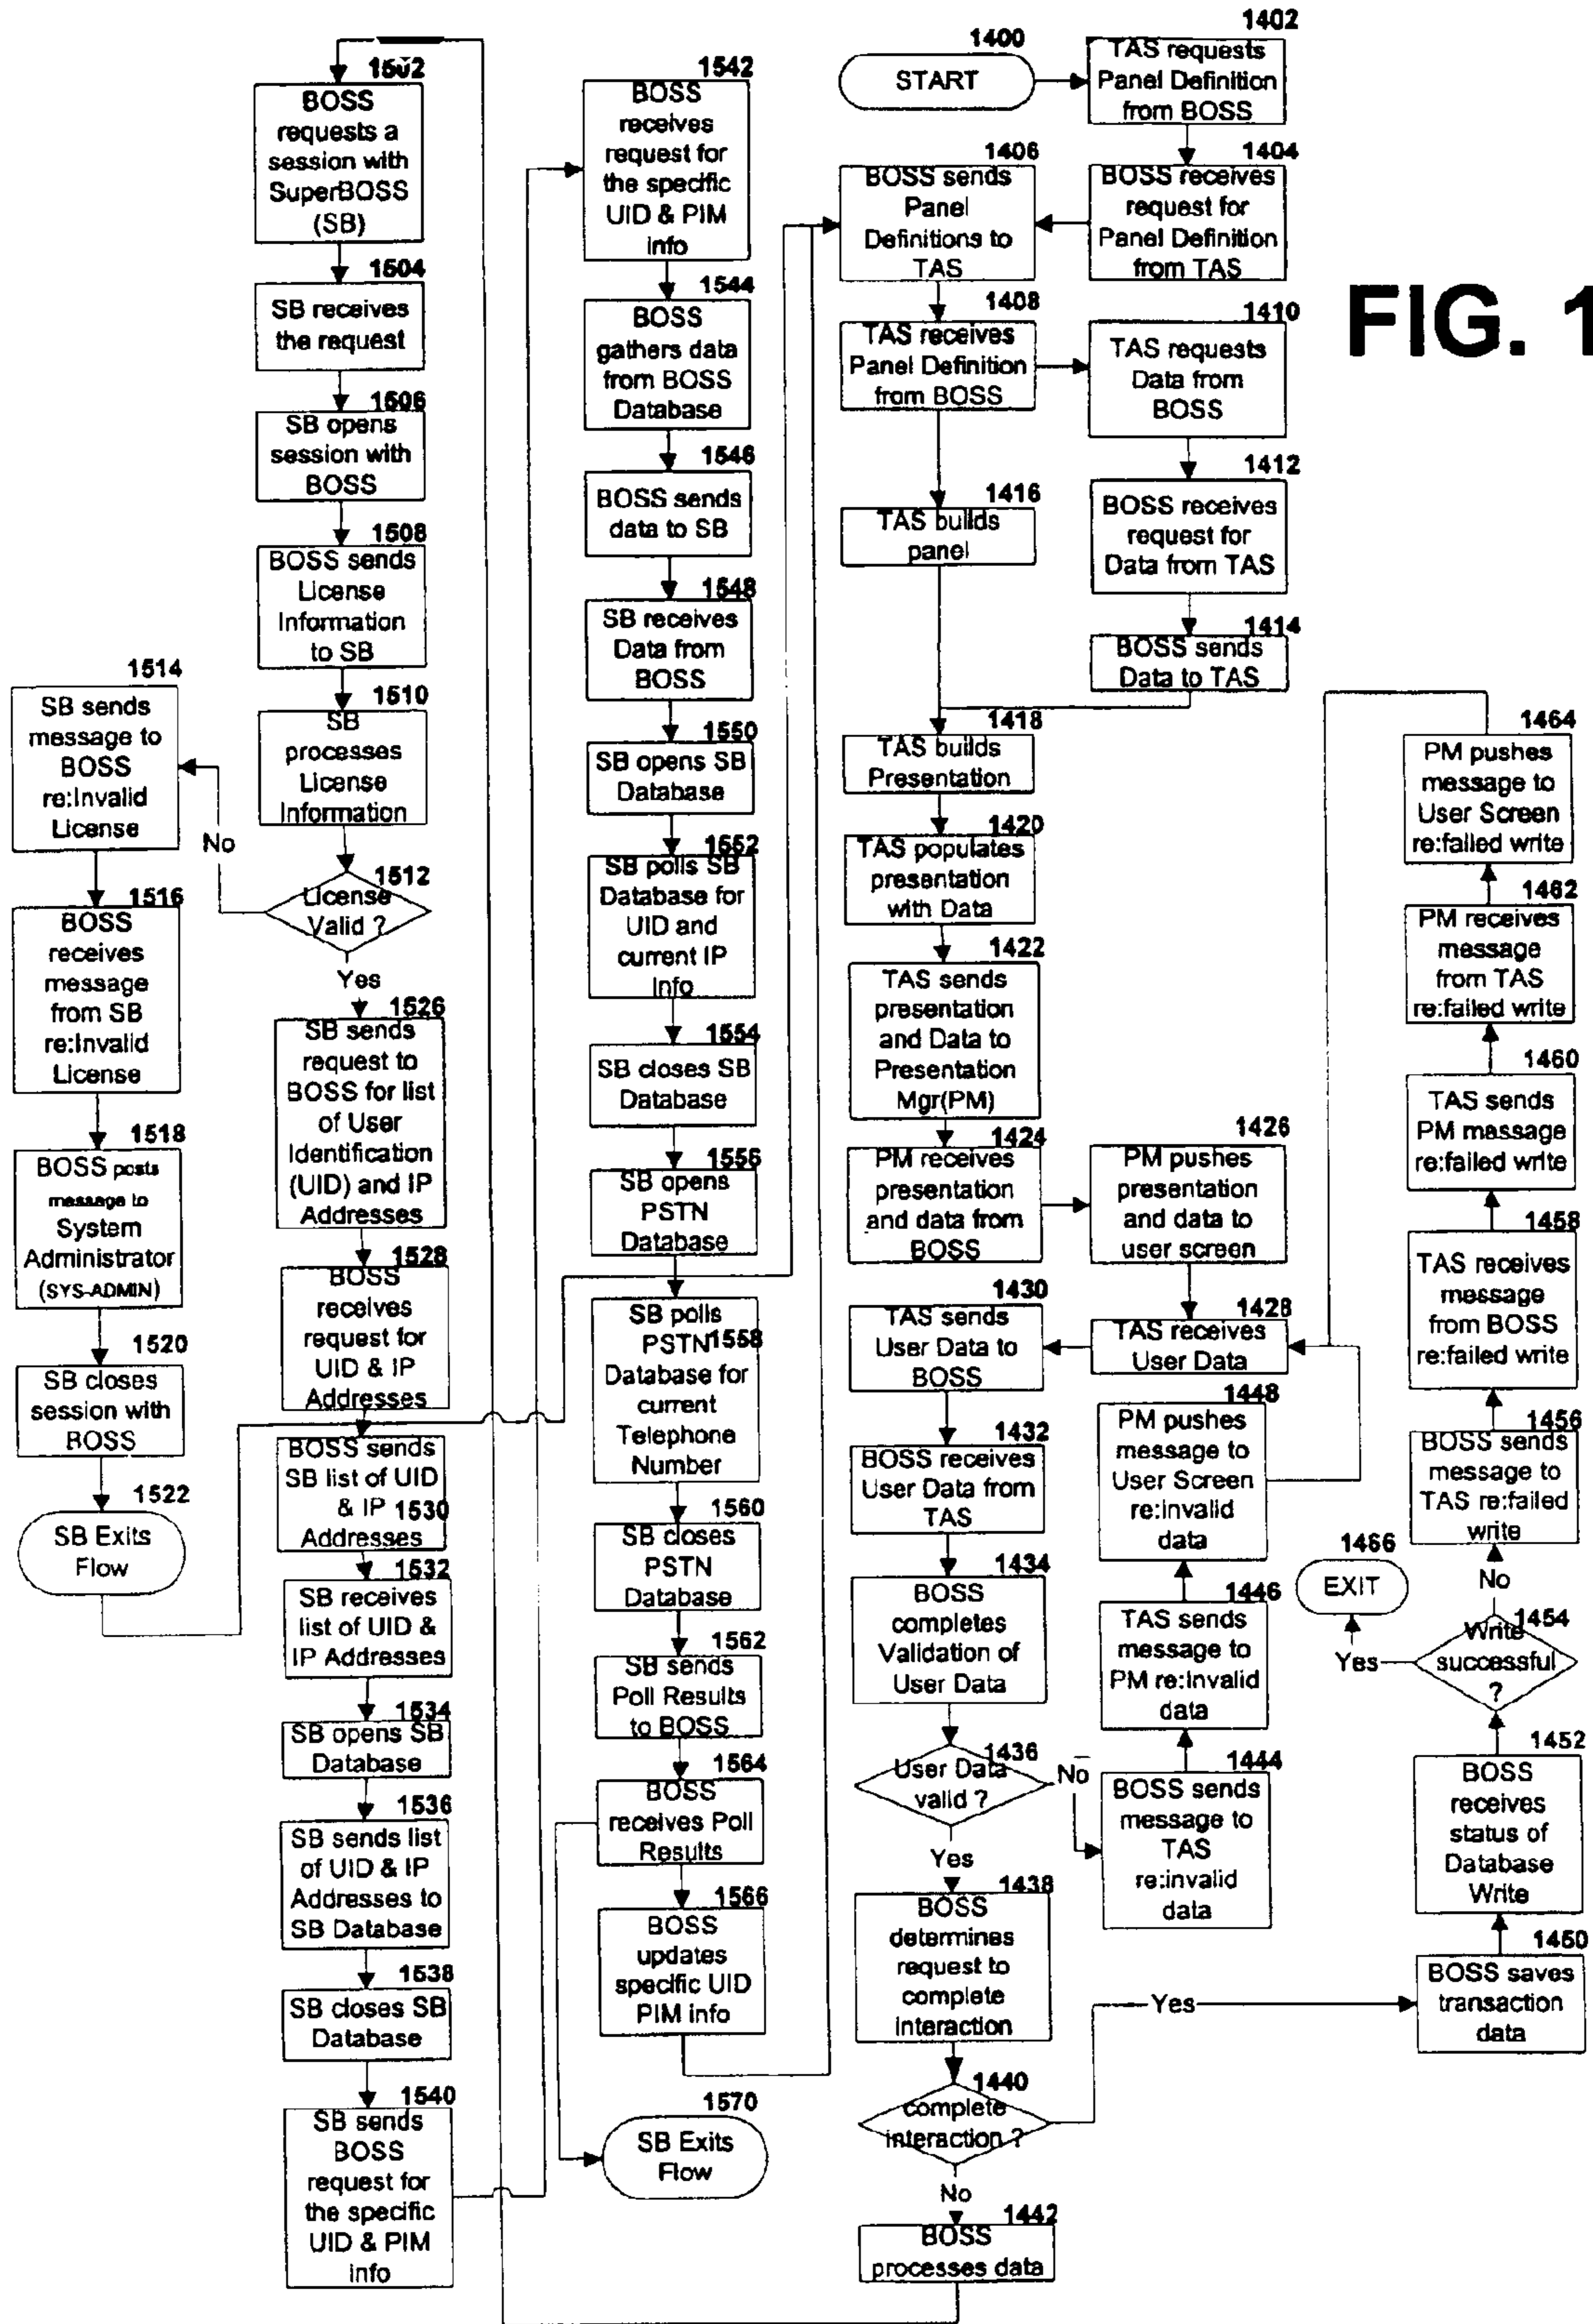 1502
BOSS
requests a
session with
SuperBOSS
(SB)
1504
SB receives
the request
1506
SB opens
session with
BOSS
1508
BOSS sends
License
Information
to SB
1510
SB
processes
License
Information
1512
License
Valid ?
No
Yes
1514
SB sends
message to
BOSS
re:Invalid
License
1516
BOSS
receives
message
from SB
re:Invalid
License
1518
BOSS posts
message to
System
Administrator
(SYS-ADMIN)
1520
SB closes
session with
BOSS
1522
SB Exits
Flow
1526
SB sends
request to
BOSS for list
of User
Identification
(UID) and IP
Addresses
1528
BOSS
receives
request for
UID & IP
Addresses
BOSS sends
SB list of UID
& IP 1530
Addresses
1532
SB receives
list of UID &
IP Addresses
1534
SB opens SB
Database
1536
SB sends list
of UID & IP
Addresses to
SB Database
1538
SB closes SB
Database
1540
SB sends
BOSS
request for
the specific
UID & PIM
info
1542
BOSS
receives
request for
the specific
UID & PIM
info
1544
BOSS
gathers data
from BOSS
Database
1546
BOSS sends
data to SB
1548
SB receives
Data from
BOSS
1550
SB opens SB
Database
1552
SB polls SB
Database for
UID and
current IP
Info
1554
SB closes SB
Database
1556
SB opens
PSTN
Database
SB polls
PSTN 1558
Database for
current
Telephone
Number
1560
SB closes
PSTN
Database
1562
SB sends
Poll Results
to BOSS
1564
BOSS
receives Poll
Results
1566
BOSS
updates
specific UID
PIM info
1570
SB Exits
Flow
1400
START
1402
TAS requests
Panel Definition
from BOSS
1404
BOSS receives
request for
Panel Definition
from TAS
1406
BOSS sends
Panel
Definitions to
TAS
1408
TAS receives
Panel Definition
from BOSS
1410
TAS requests
Data from
BOSS
1412
BOSS receives
request for
Data from TAS
1414
BOSS sends
Data to TAS
1416
TAS builds
panel
1418
TAS builds
Presentation
1420
TAS populates
presentation
with Data
1422
TAS sends
presentation
and Data to
Presentation
Mgr(PM)
1424
PM receives
presentation
and data from
BOSS
1426
PM pushes
presentation
and data to
user screen
1428
TAS receives
User Data
1430
TAS sends
User Data to
BOSS
1432
BOSS receives
User Data from
TAS
1434
BOSS
completes
Validation of
User Data
1436
User Data
valid ?
No
Yes
1438
BOSS
determines
request to
complete
interaction
1440
complete
interaction ?
Yes
No
1442
BOSS
processes data
1444
BOSS sends
message to
TAS
re:invalid
data
1446
TAS sends
message to
PM re:invalid
data
1448
PM pushes
message to
User Screen
re:invalid
data
1450
BOSS saves
transaction
data
1452
BOSS
receives
status of
Database
Write
1454
Write
successful
?
Yes
No
1456
BOSS sends
message to
TAS re:failed
write
1458
TAS receives
message
from BOSS
re:failed write
1460
TAS sends
PM message
re:failed write
1462
PM receives
message
from TAS
re:failed write
1464
PM pushes
message to
User Screen
re:failed write
1466
EXIT
FIG. 1